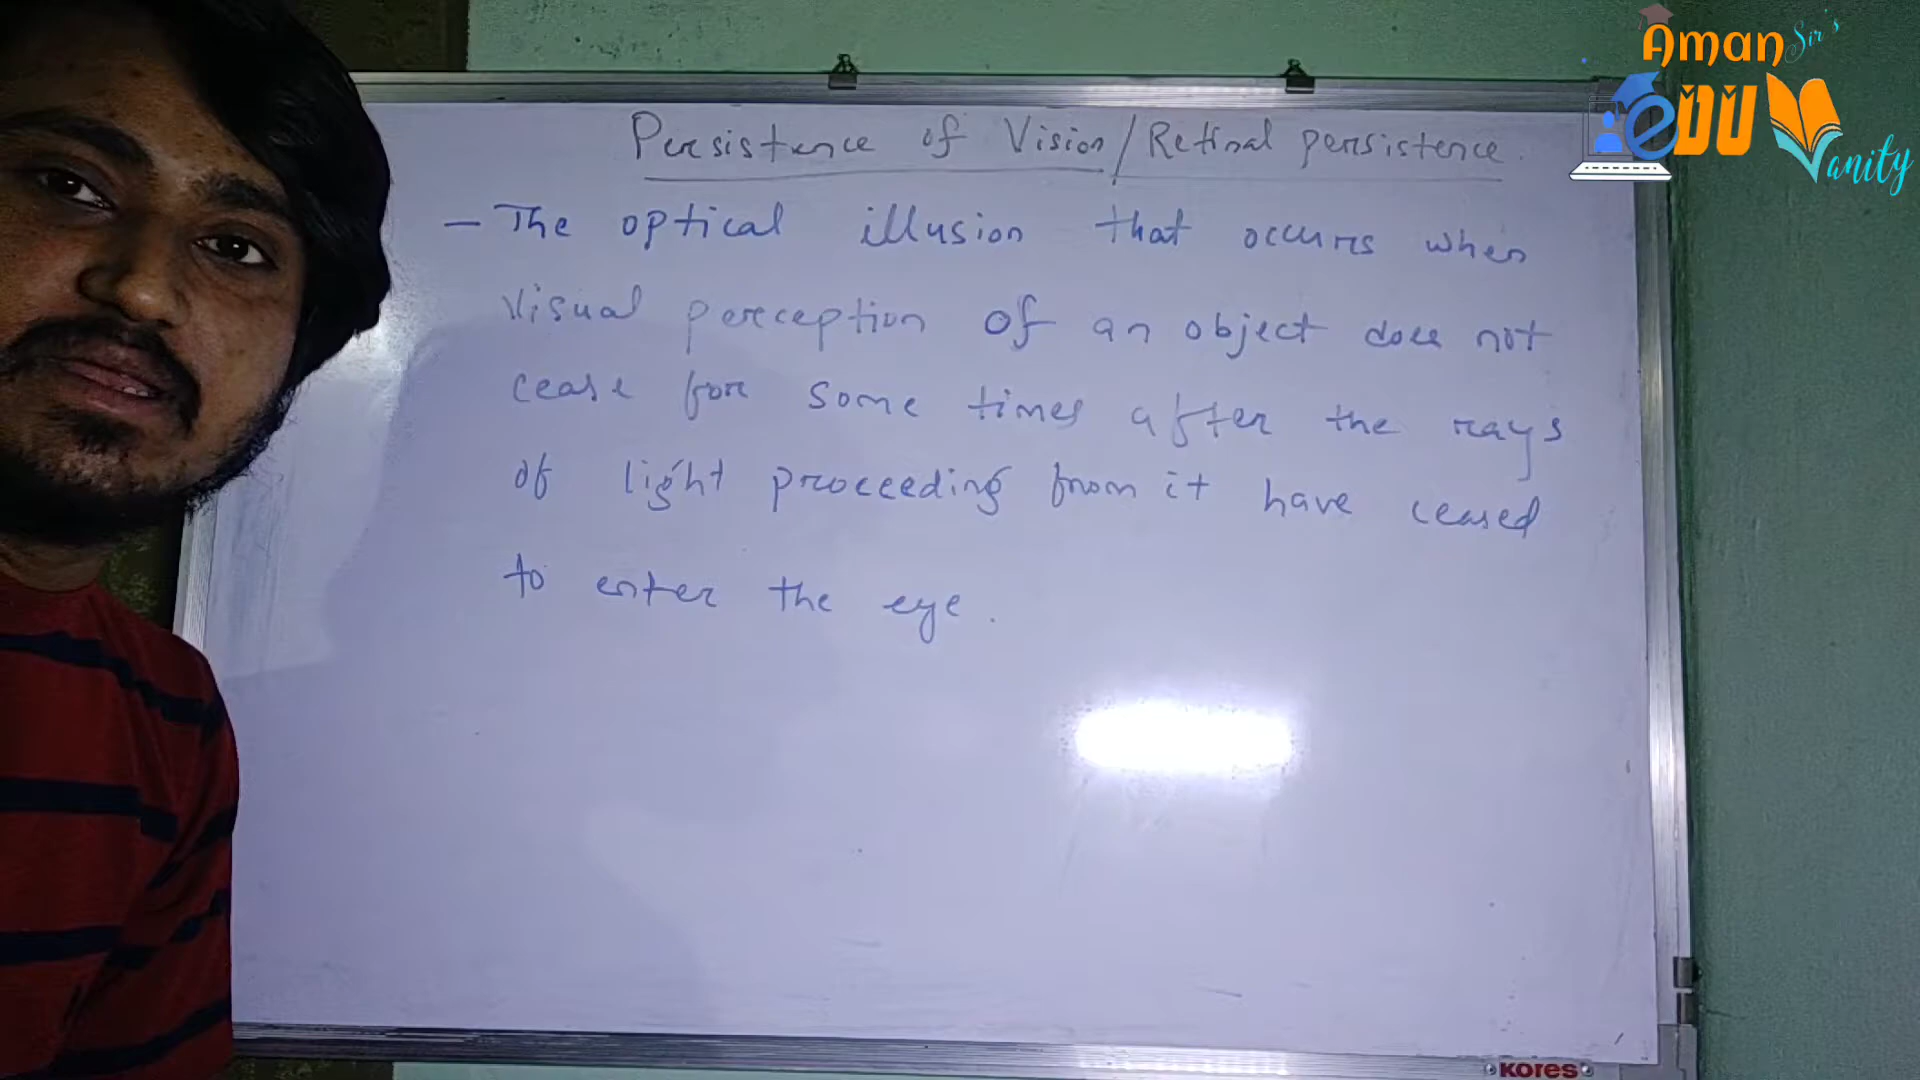 Aman Sir's
eDU Vanity
Persistence of Vision/Retinal persistence.
– The optical illusion that occurs when
visual perception of an object does not
cease for some times after the rays
of light proceeding from it have ceased
to enter the eye.
KORES